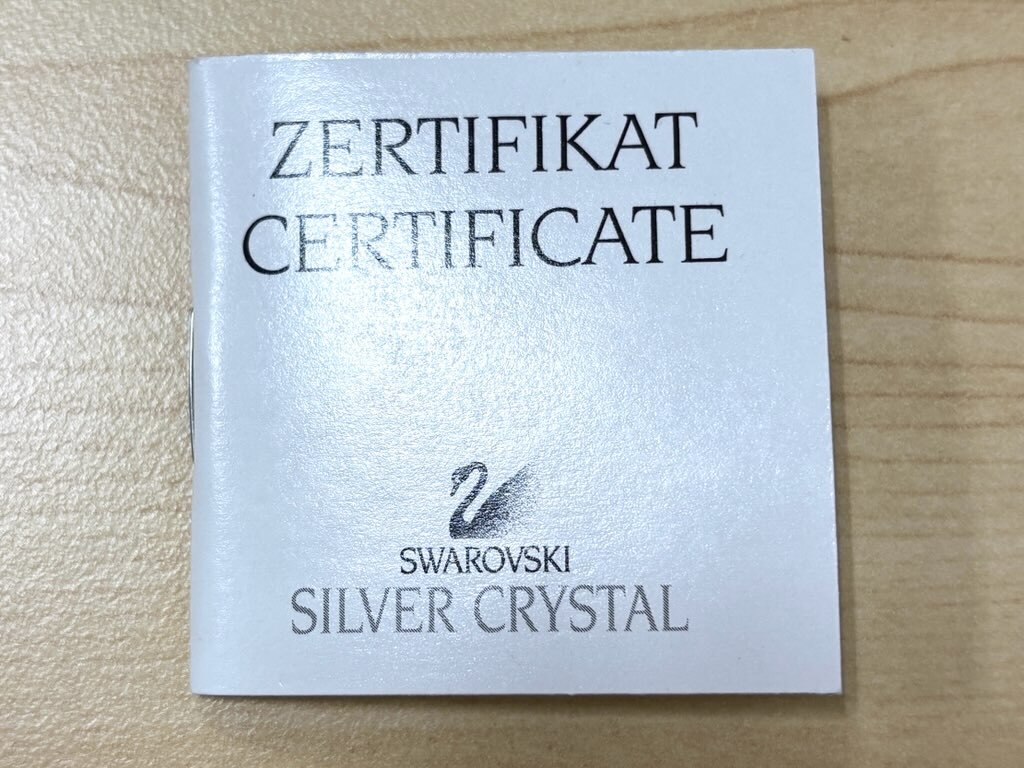 ZERTIFIKAT
CERTIFICATE
SWAROVSKI
SILVER CRYSTAL